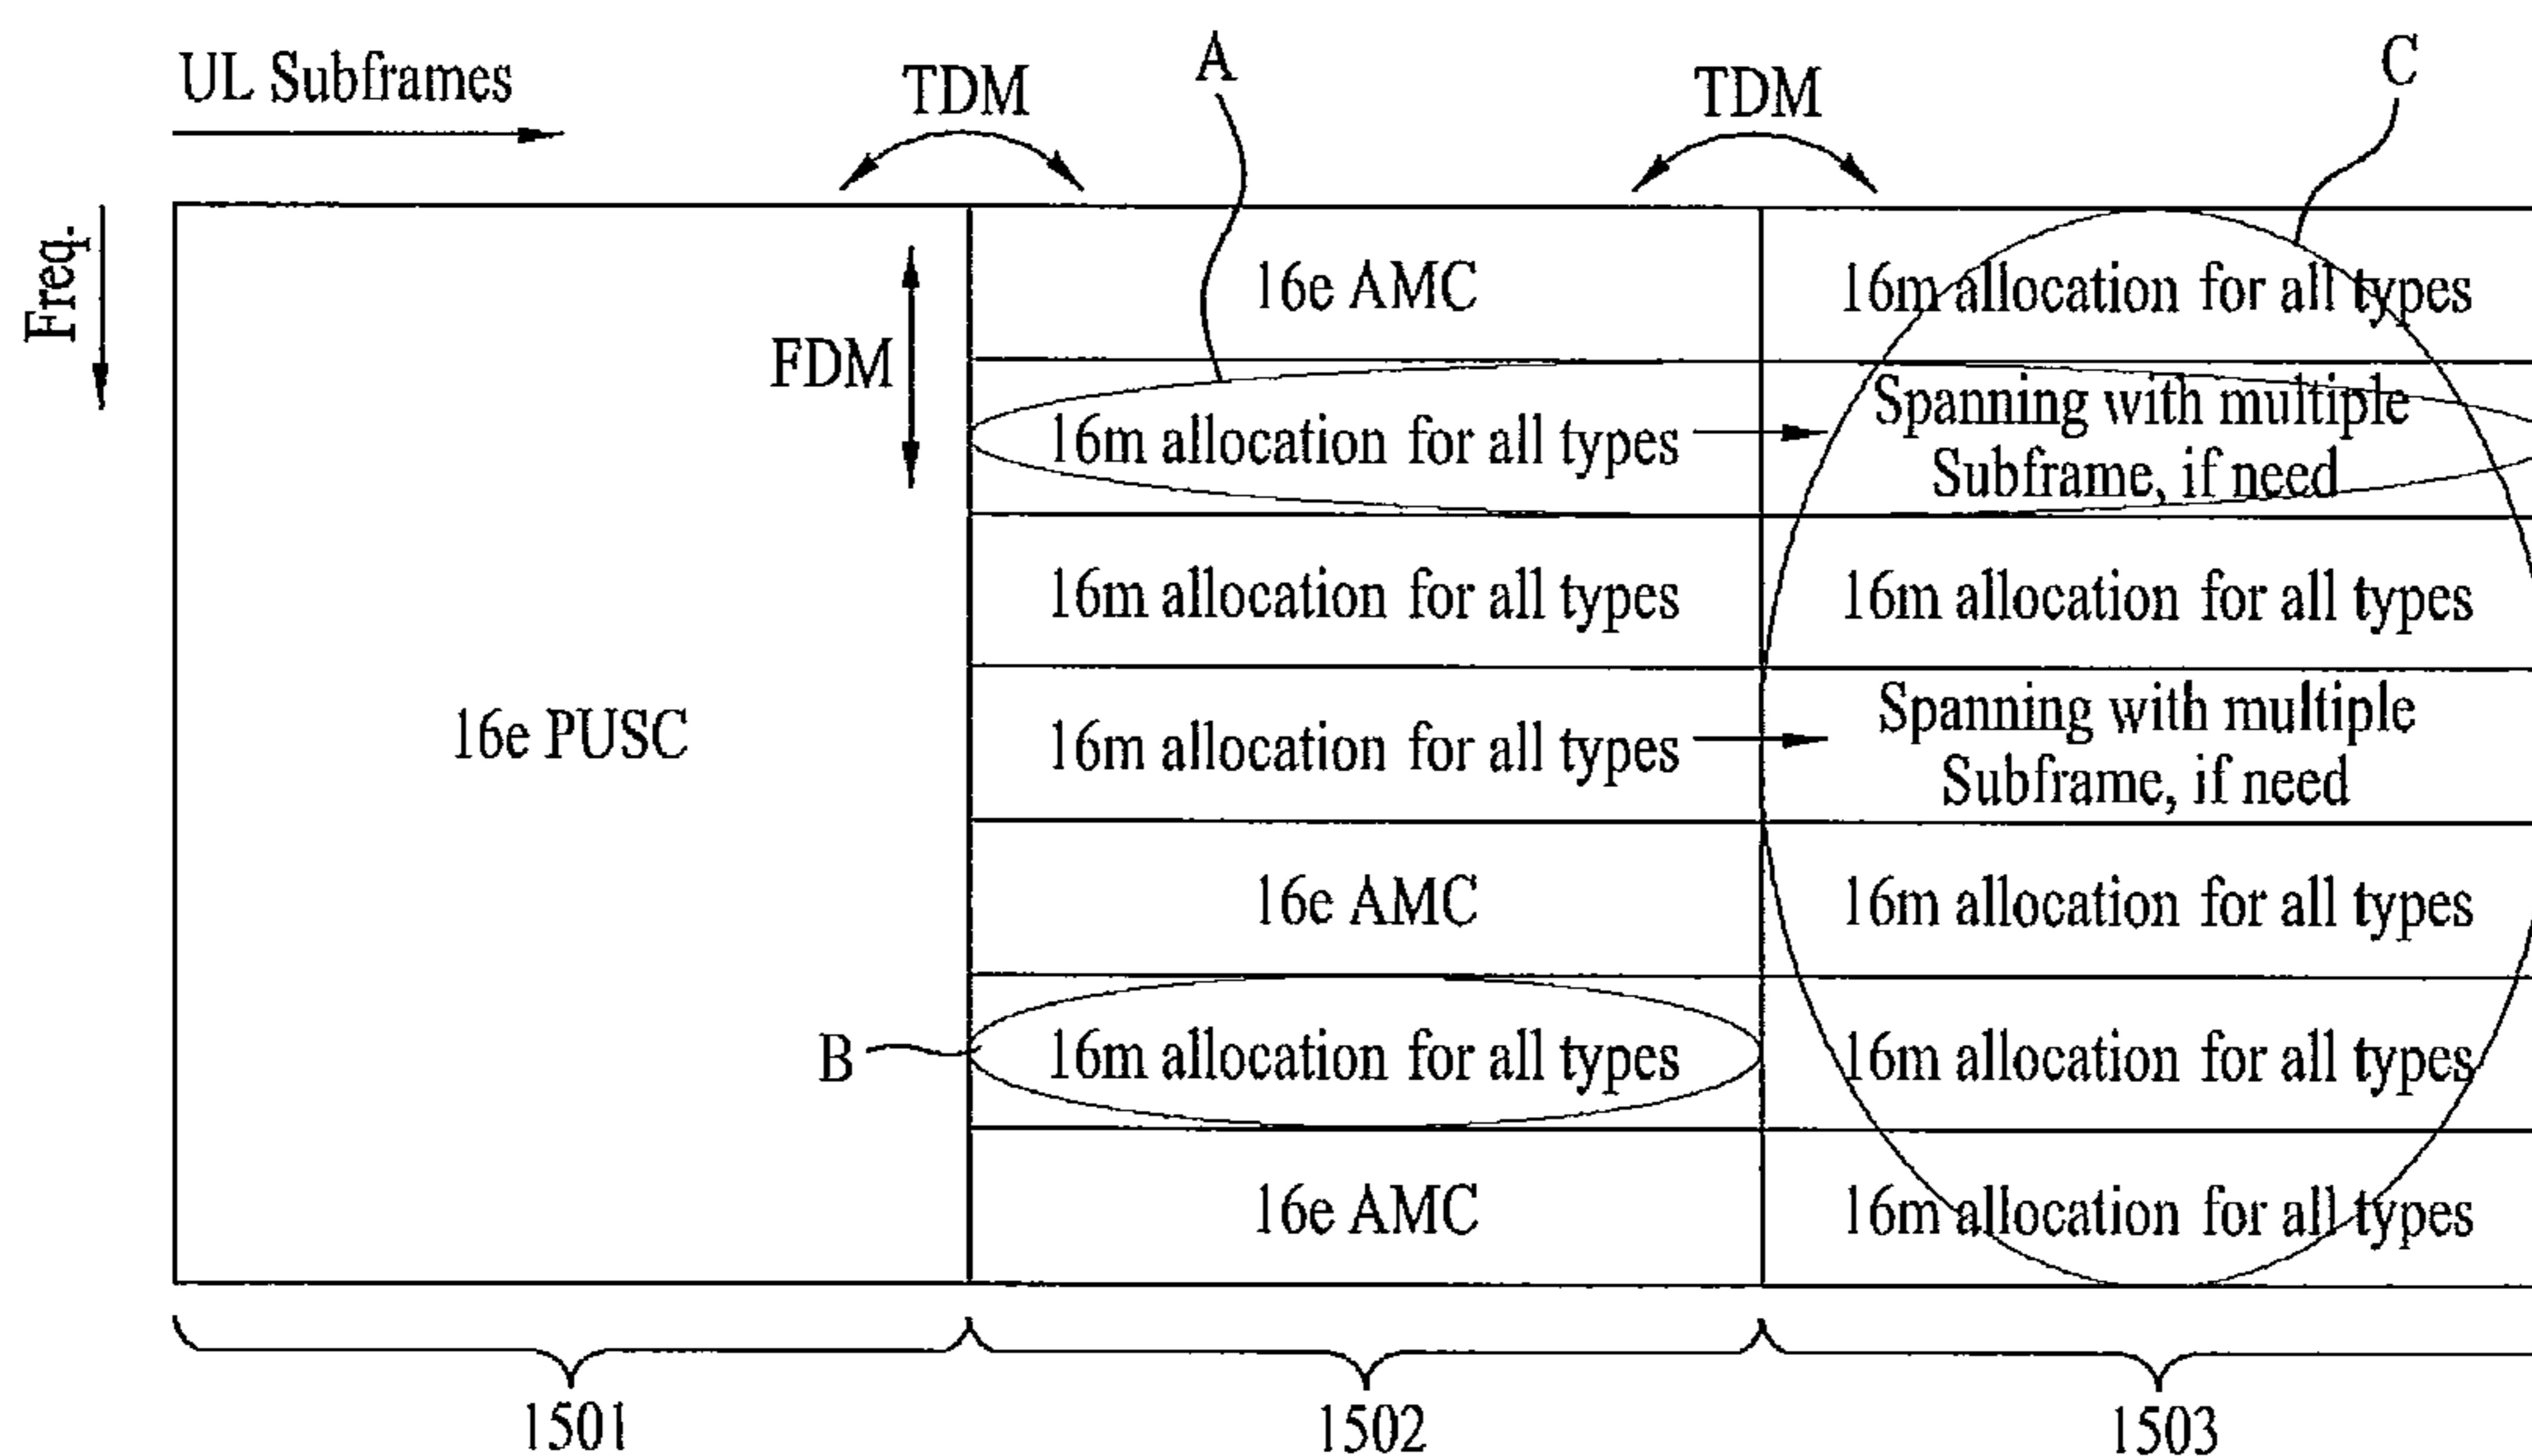 UL Subframes
TDM
A
TDM
C
Freq.
FDM
16e AMC
16m allocation for all types
16m allocation for all types
Spanning with multiple
Subframe, if need
16m allocation for all types
16m allocation for all types
16e PUSC
16m allocation for all types
Spanning with multiple
Subframe, if need
16e AMC
16m allocation for all types
B
16m allocation for all types
16m allocation for all types
16e AMC
16m allocation for all types
1501
1502
1503